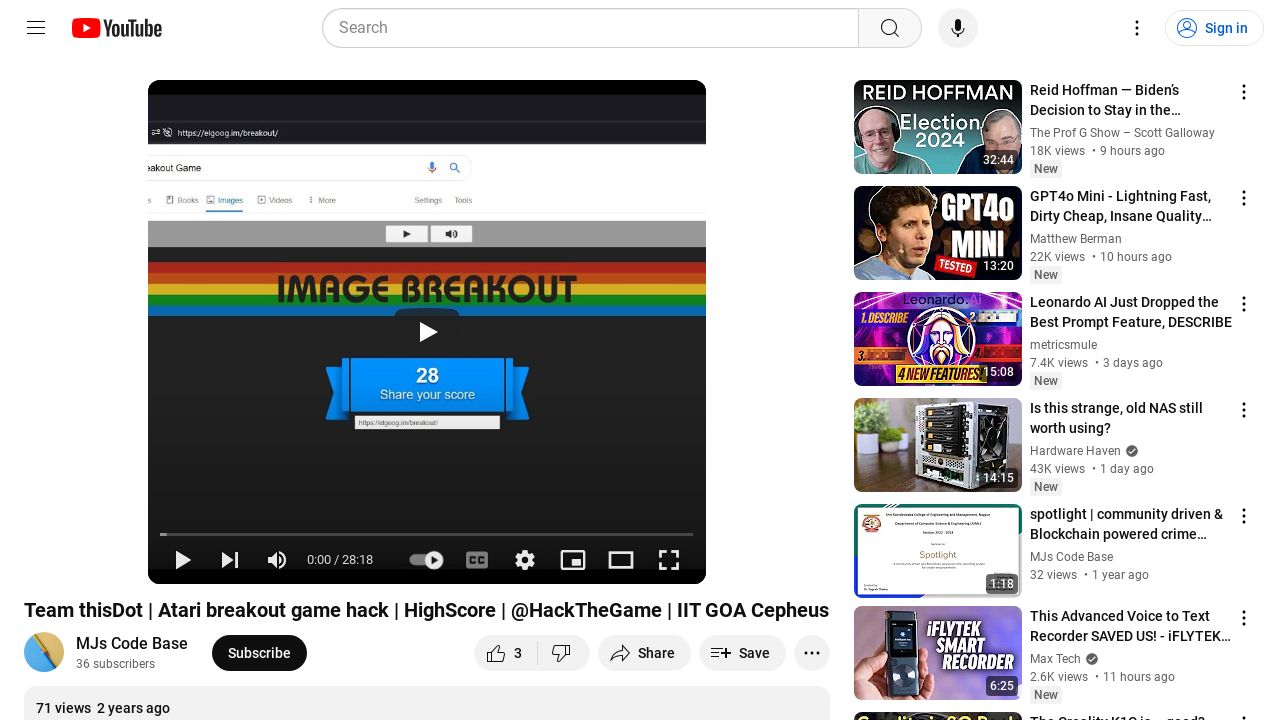 YouTube
Search
Sign in
https://elgoog.im/breakout/
eakout Game
Books
Images
Videos
More
Settings
Tools
IMAGE BREAKOUT
28
Share your score
https://elgoog.im/breakout/
0:00 / 28:18
CC
Team thisDot | Atari breakout game hack | HighScore | @HackTheGame | IIT GOA Cepheus
MJs Code Base
36 subscribers
Subscribe
3
Share
Save
71 views 2 years ago
REID HOFFMAN
Election
2024
32:44
Reid Hoffman — Biden’s
Decision to Stay in the…
The Prof G Show – Scott Galloway
18K views • 9 hours ago
New
GPT4o
MINI
TESTED
13:20
GPT4o Mini - Lightning Fast,
Dirty Cheap, Insane Quality…
Matthew Berman
22K views • 10 hours ago
New
Leonardo.Ai
1. DESCRIBE
2.
3.
4.
4 NEW FEATURES!
15:08
Leonardo AI Just Dropped the
Best Prompt Feature, DESCRIBE
metricsmule
7.4K views • 3 days ago
New
14:15
Is this strange, old NAS still
worth using?
Hardware Haven
43K views • 1 day ago
New
Session 2022 - 2023
Spotlight
1:18
spotlight | community driven &
Blockchain powered crime…
MJs Code Base
32 views • 1 year ago
iFLYTEK
SMART
RECORDER
6:25
This Advanced Voice to Text
Recorder SAVED US! - iFLYTEK…
Max Tech
2.6K views • 11 hours ago
New